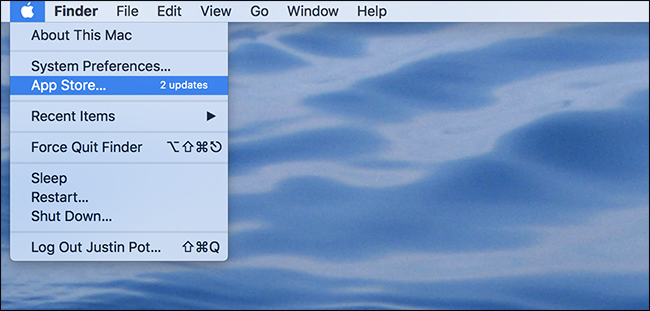 Finder File Edit View Go Window Help
About This Mac
System Preferences...
App Store... 2 updates
Recent Items ▶
Force Quit Finder ⌥⇧⌘⎋
Sleep
Restart...
Shut Down...
Log Out Justin Pot... ⇧⌘Q